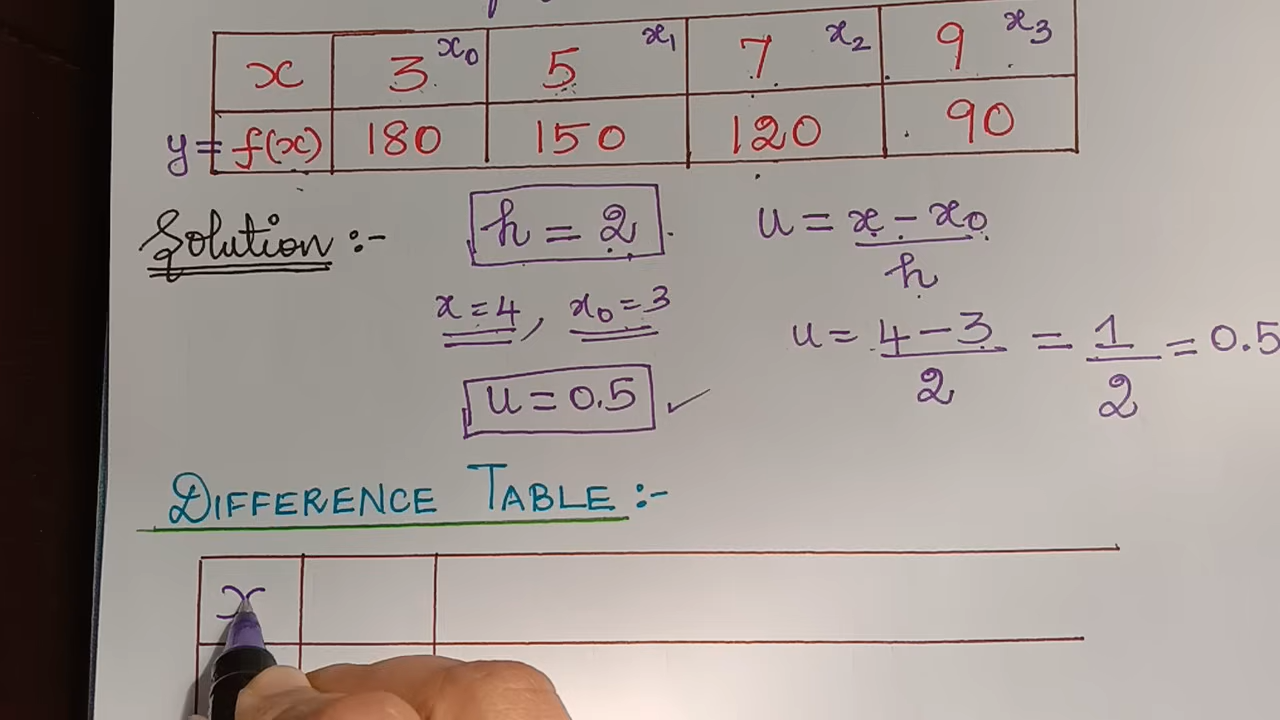 x 3 x₀ 5 x₁ 7 x₂ 9 x₃
y = f(x) 180 150 120 90
Solution :- h = 2 u = x - x₀ / h
x = 4, x₀ = 3 u = 4 - 3 / 2 = 1 / 2 = 0.5
u = 0.5 ✓
DIFFERENCE TABLE :-
x